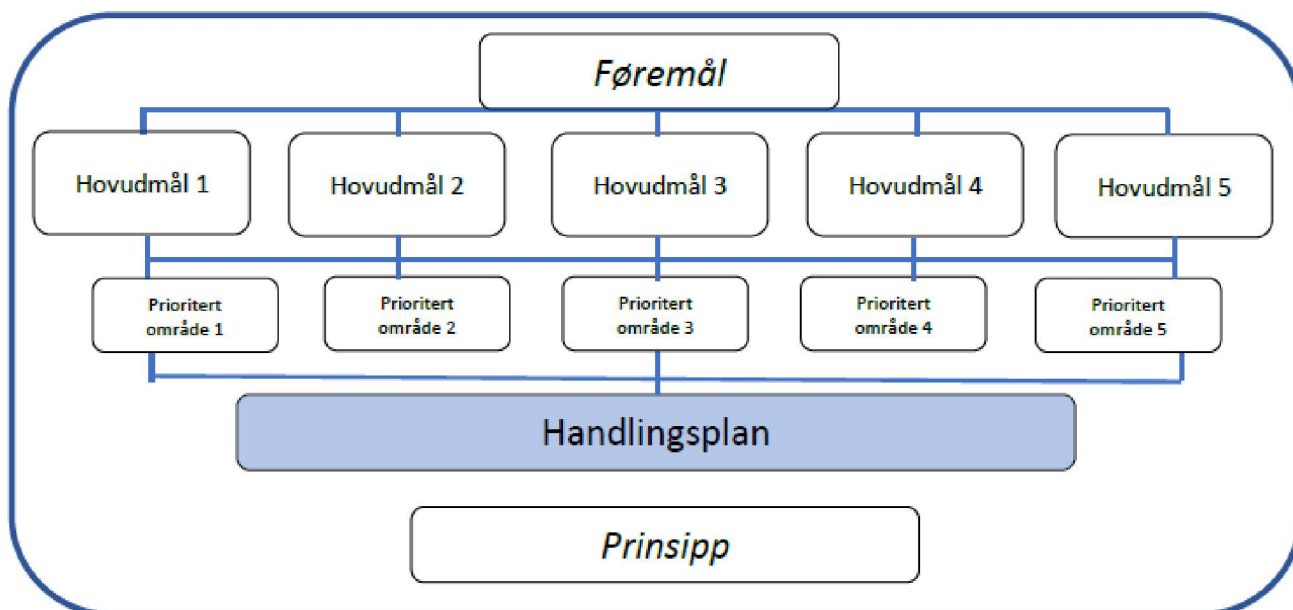 Føremål
Hovudmål 1
Hovudmål 2
Hovudmål 3
Hovudmål 4
Hovudmål 5
Prioritert
område 1
Prioritert
område 2
Prioritert
område 3
Prioritert
område 4
Prioritert
område 5
Handlingsplan
Prinsipp